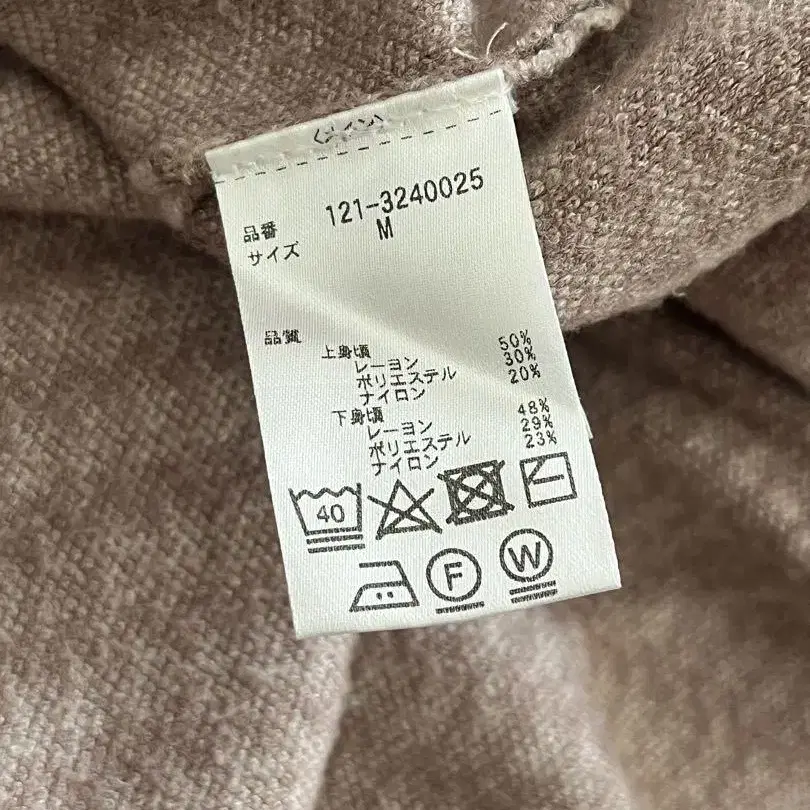 品番 121-3240025
サイズ M
品質
上身頃
レーヨン 50%
ポリエステル 30%
ナイロン 20%
下身頃
レーヨン 48%
ポリエステル 29%
ナイロン 23%
40
F
W